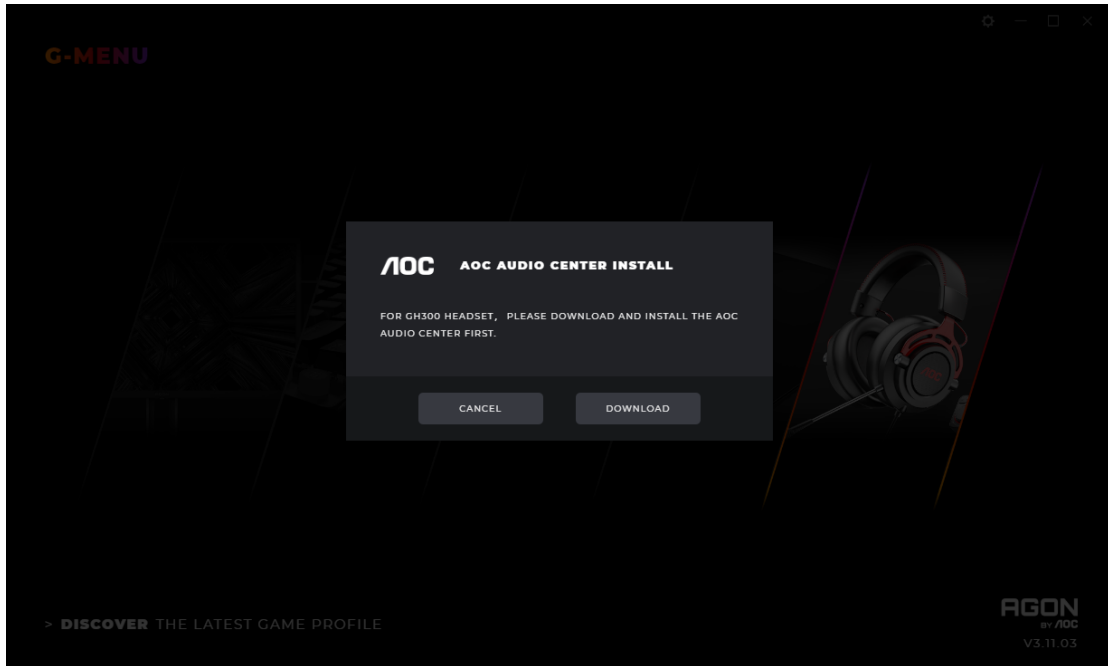 G-MENU
AOC AOC AUDIO CENTER INSTALL
FOR GH300 HEADSET, PLEASE DOWNLOAD AND INSTALL THE AOC
AUDIO CENTER FIRST.
CANCEL DOWNLOAD
AOC
> DISCOVER THE LATEST GAME PROFILE
AGON
BY AOC
V3.11.03